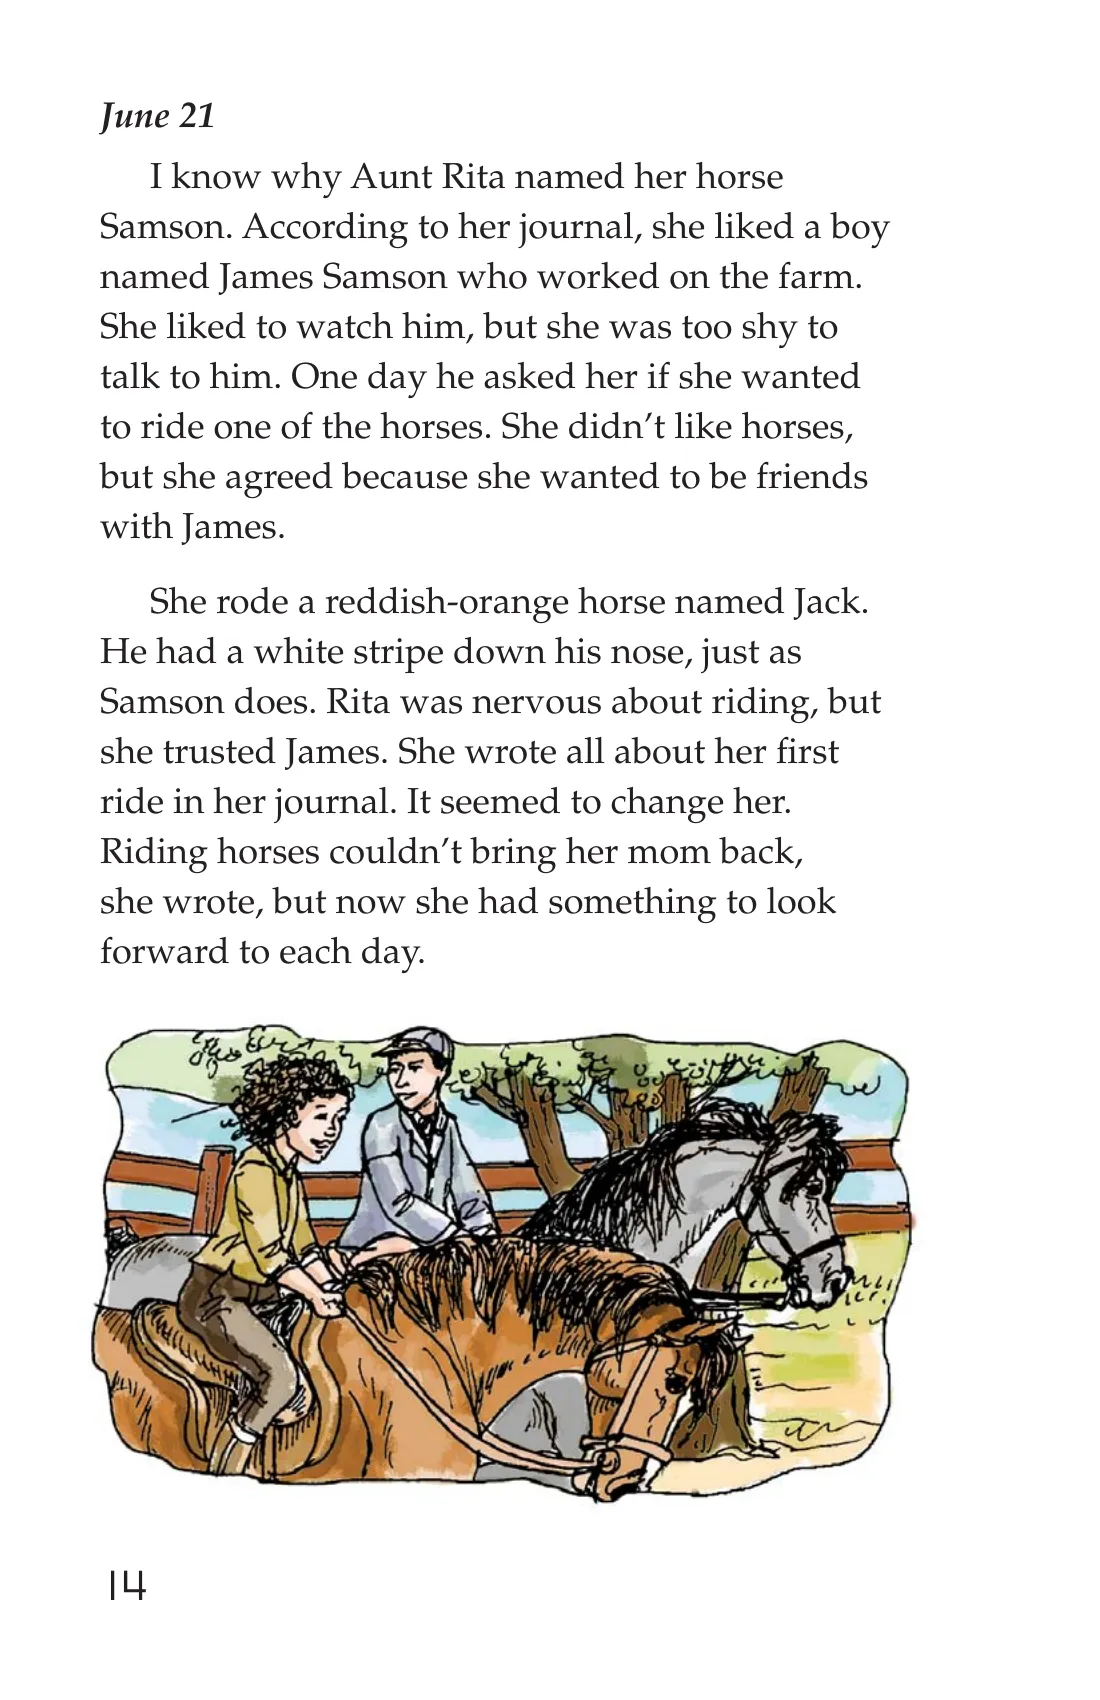 June 21
I know why Aunt Rita named her horse
Samson. According to her journal, she liked a boy
named James Samson who worked on the farm.
She liked to watch him, but she was too shy to
talk to him. One day he asked her if she wanted
to ride one of the horses. She didn’t like horses,
but she agreed because she wanted to be friends
with James.
She rode a reddish-orange horse named Jack.
He had a white stripe down his nose, just as
Samson does. Rita was nervous about riding, but
she trusted James. She wrote all about her first
ride in her journal. It seemed to change her.
Riding horses couldn’t bring her mom back,
she wrote, but now she had something to look
forward to each day.
14